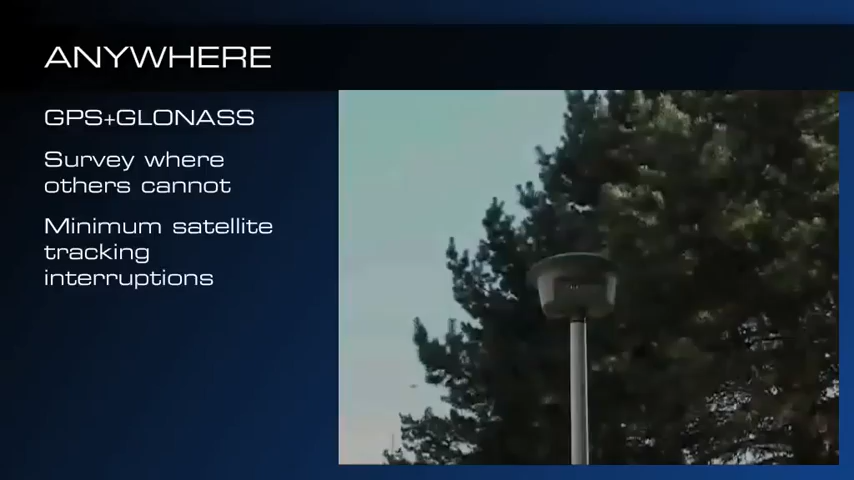 ANYWHERE
GPS+GLONASS
Survey where
others cannot
Minimum satellite
tracking
interruptions